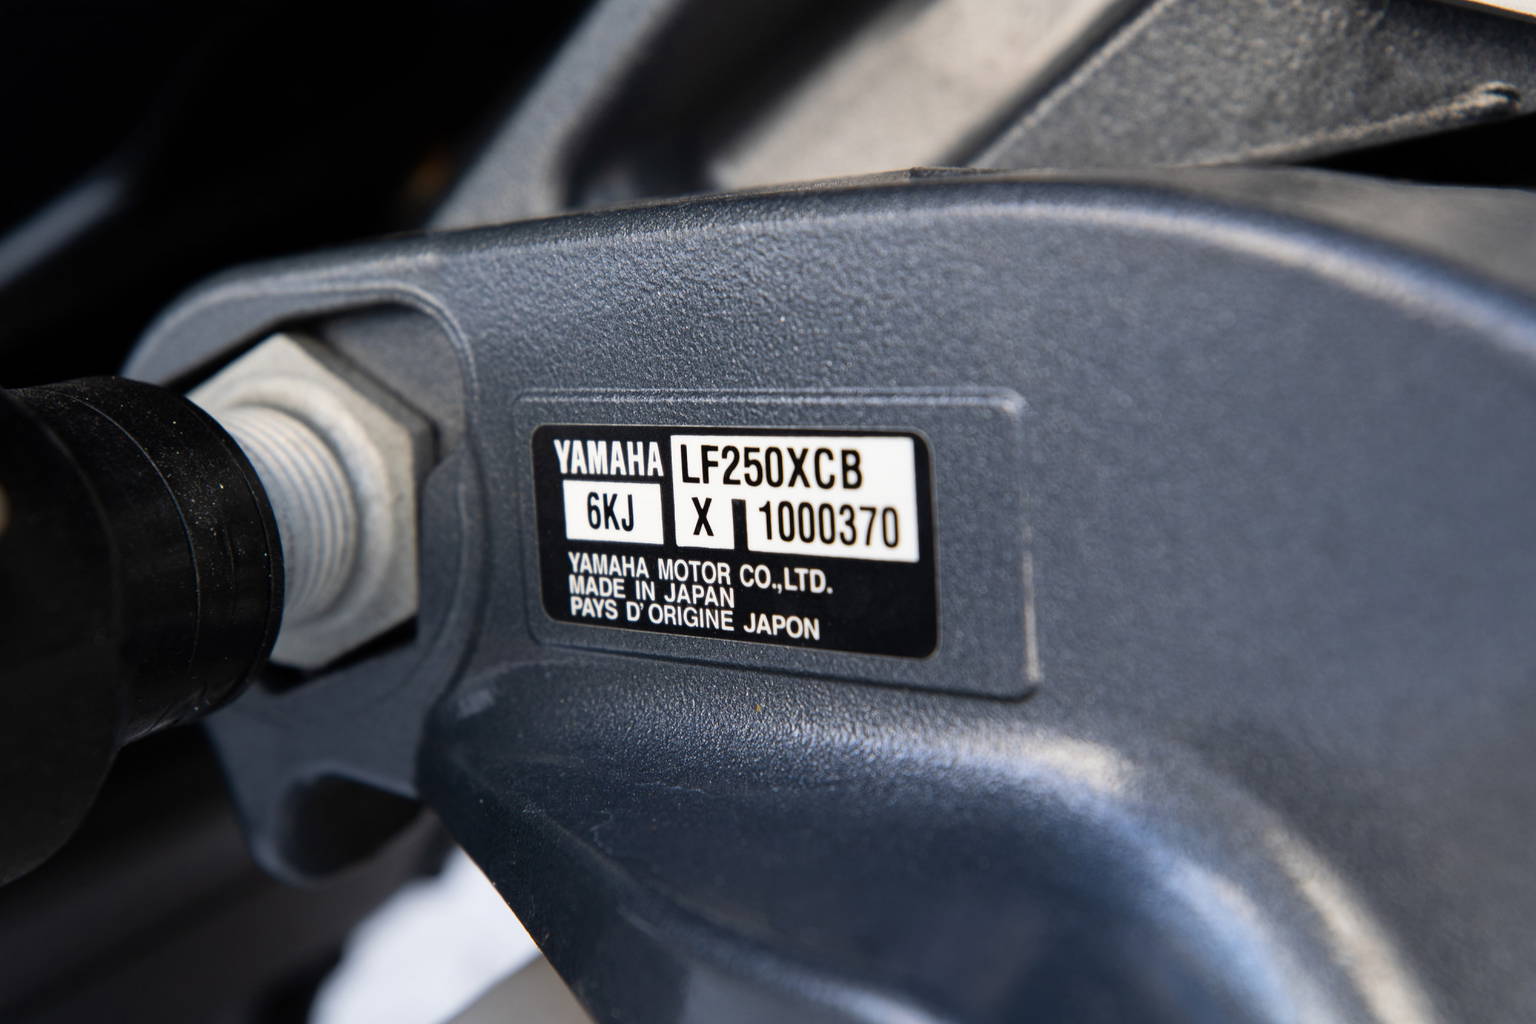 YAMAHA LF250XCB
6KJ X 1000370
YAMAHA MOTOR CO.,LTD.
MADE IN JAPAN
PAYS D'ORIGINE JAPON